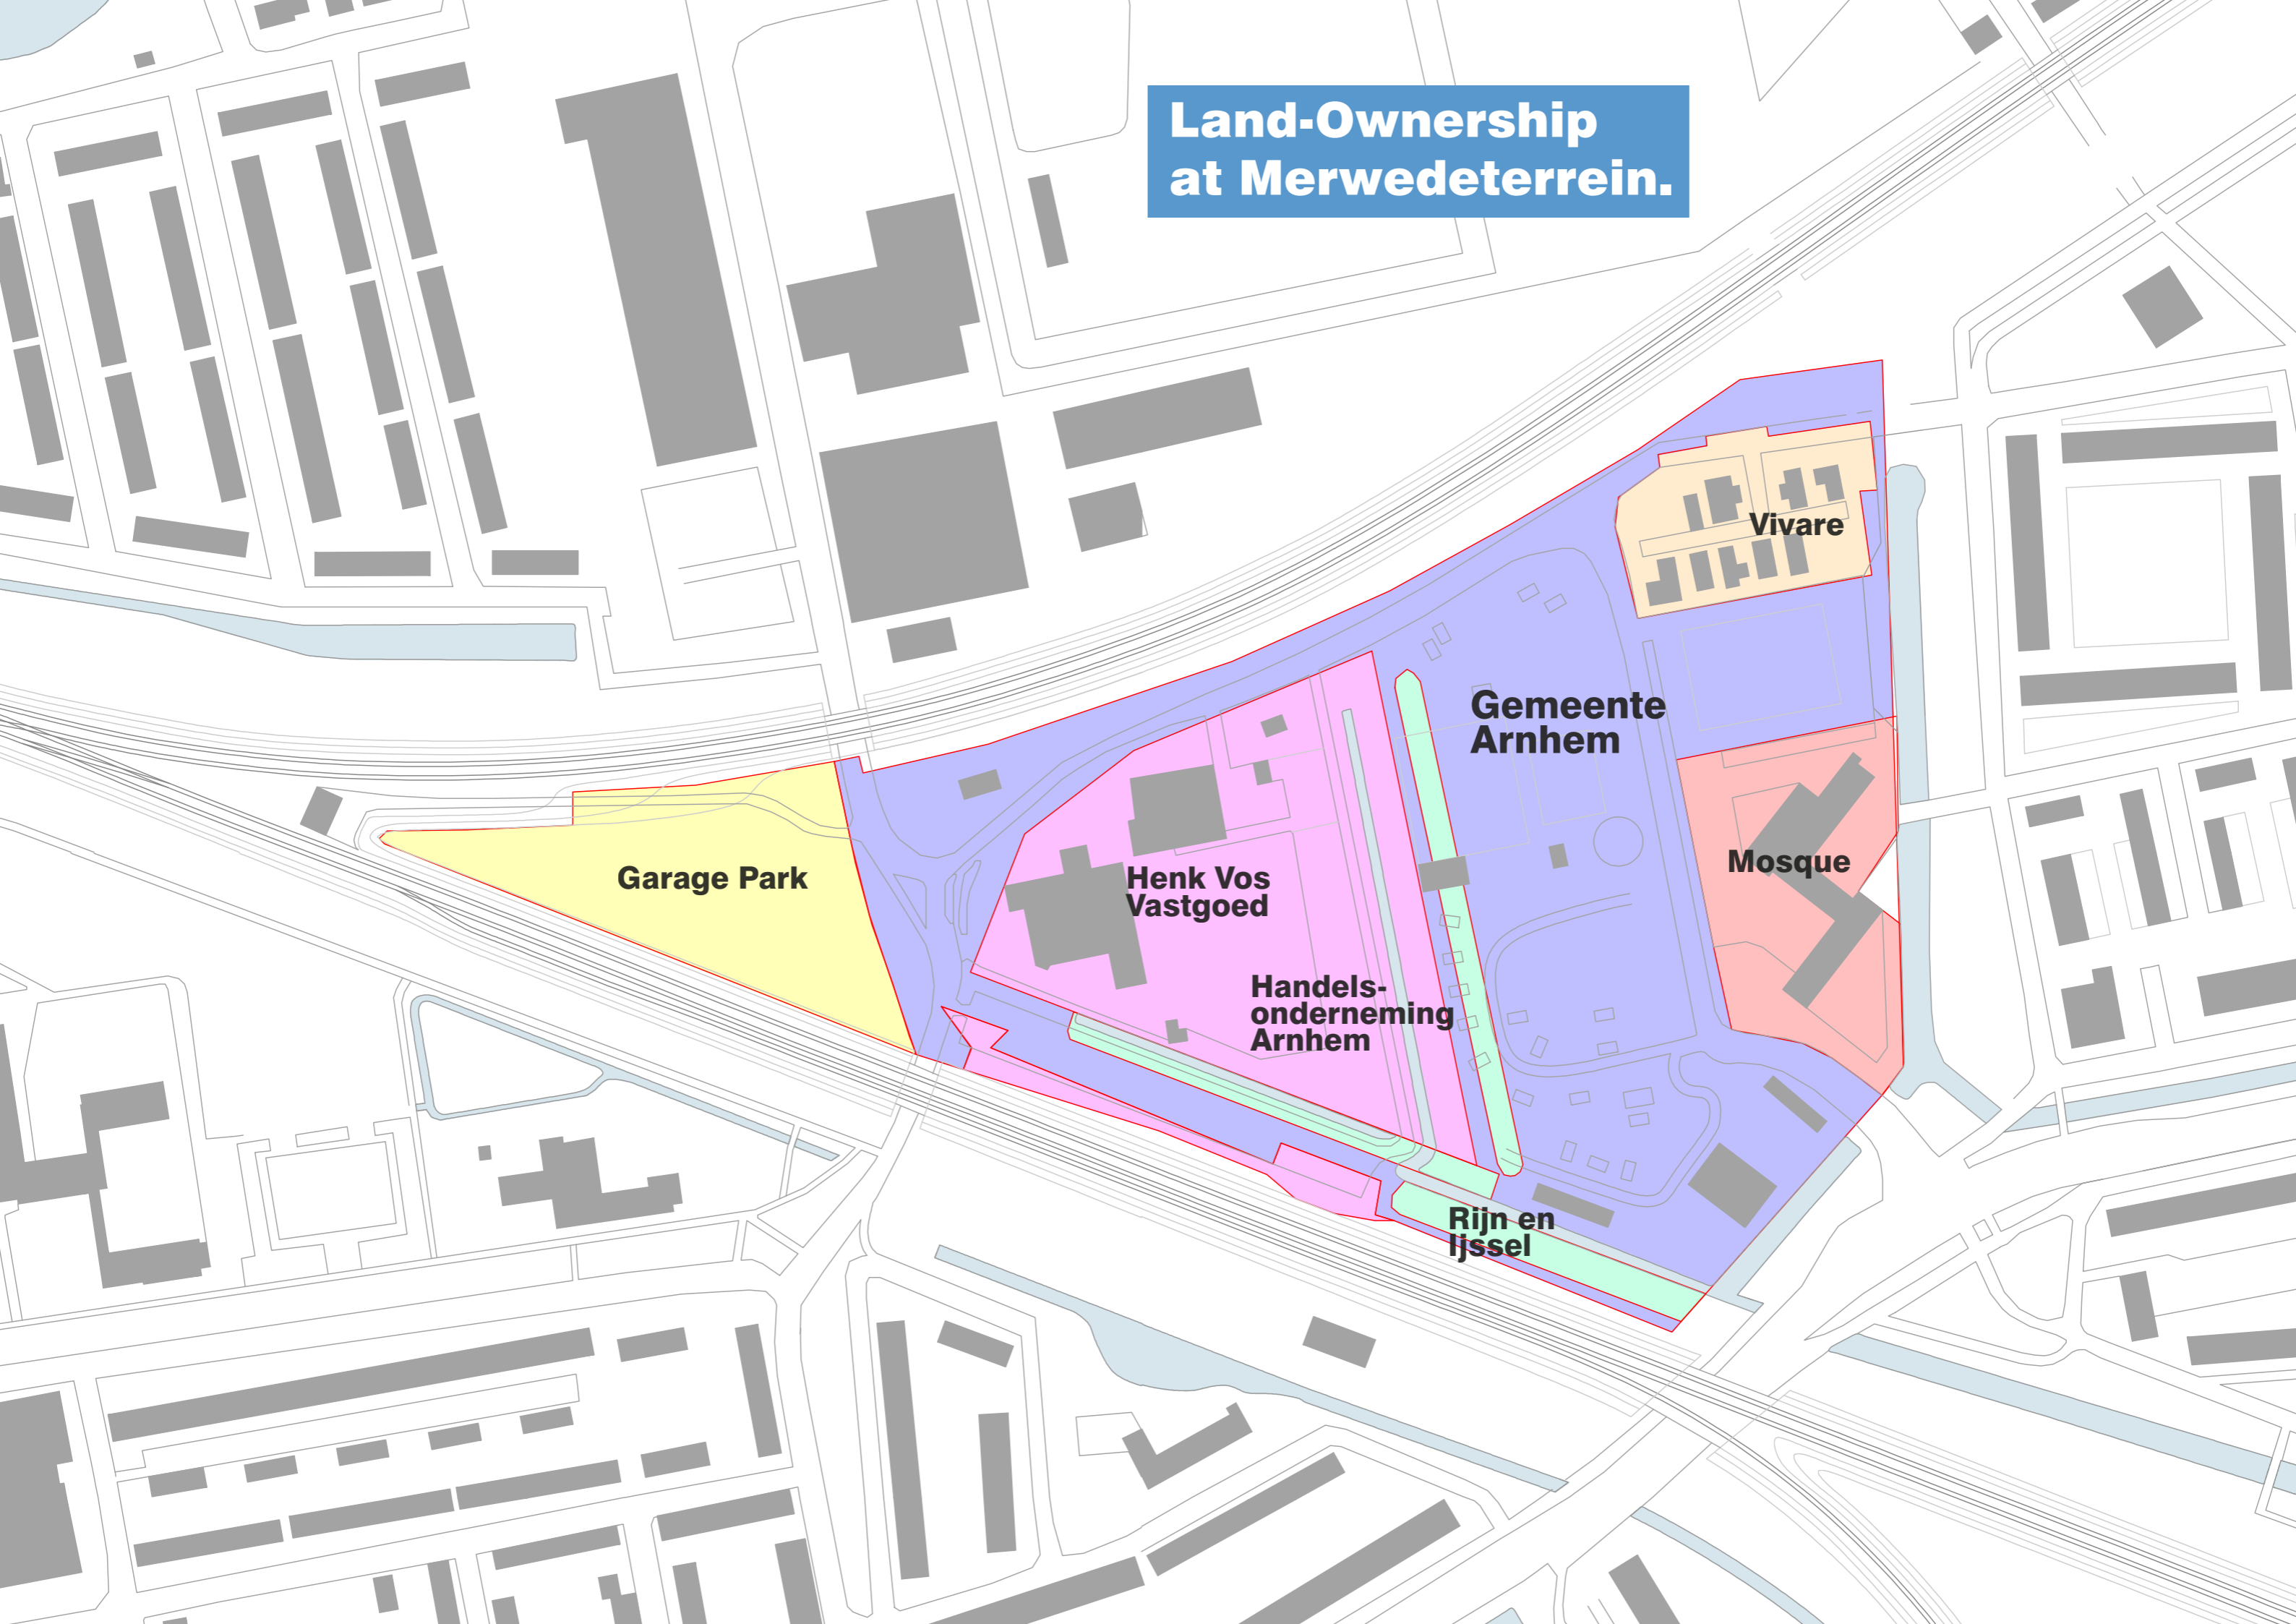 Land-Ownership
at Merwedeterrein.
Vivare
Gemeente
Arnhem
Mosque
Garage Park
Henk Vos
Vastgoed
Handels-
onderneming
Arnhem
Rijn en
Ijssel